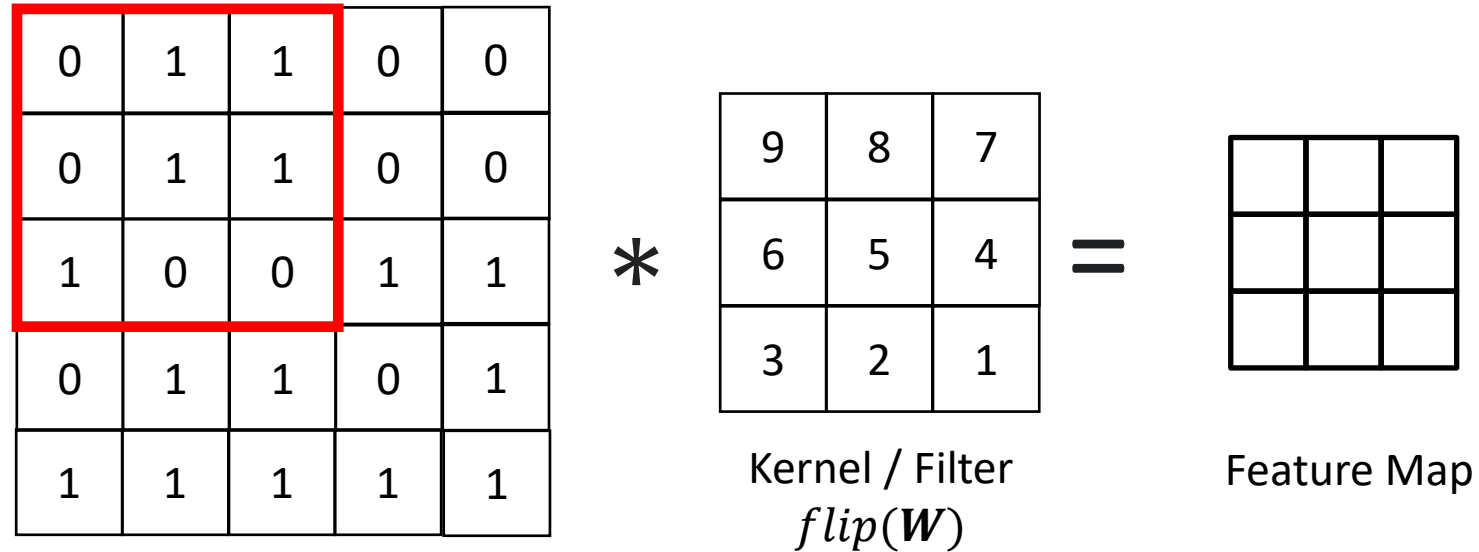 0 1 1 0 0
0 1 1 0 0
1 0 0 1 1
0 1 1 0 1
1 1 1 1 1
*
9 8 7
6 5 4
3 2 1
Kernel / Filter
flip(W)
=
Feature Map